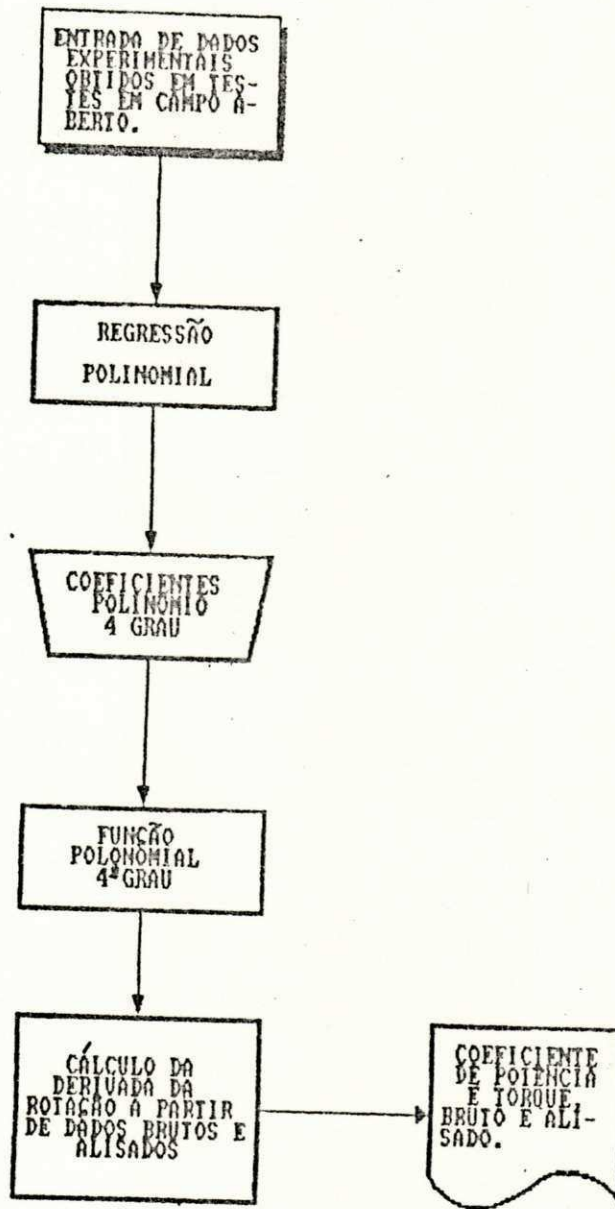 ENTRADA DE DADOS
EXPERIMENTAIS
OBTIDOS EM TES-
TES EM CAMPO A-
BERTO.
REGRESSÃO
POLINOMIAL
COEFICIENTES
POLINOMIO
4 GRAU
FUNÇÃO
POLONOMIAL
4º GRAU
CÁLCULO DA
DERIVADA DA
ROTAÇÃO A PARTIR
DE DADOS BRUTOS E
ALISADOS
COEFICIENTE
DE POTÊNCIA
E TORQUE,
BRUTO E ALI-
SADO.